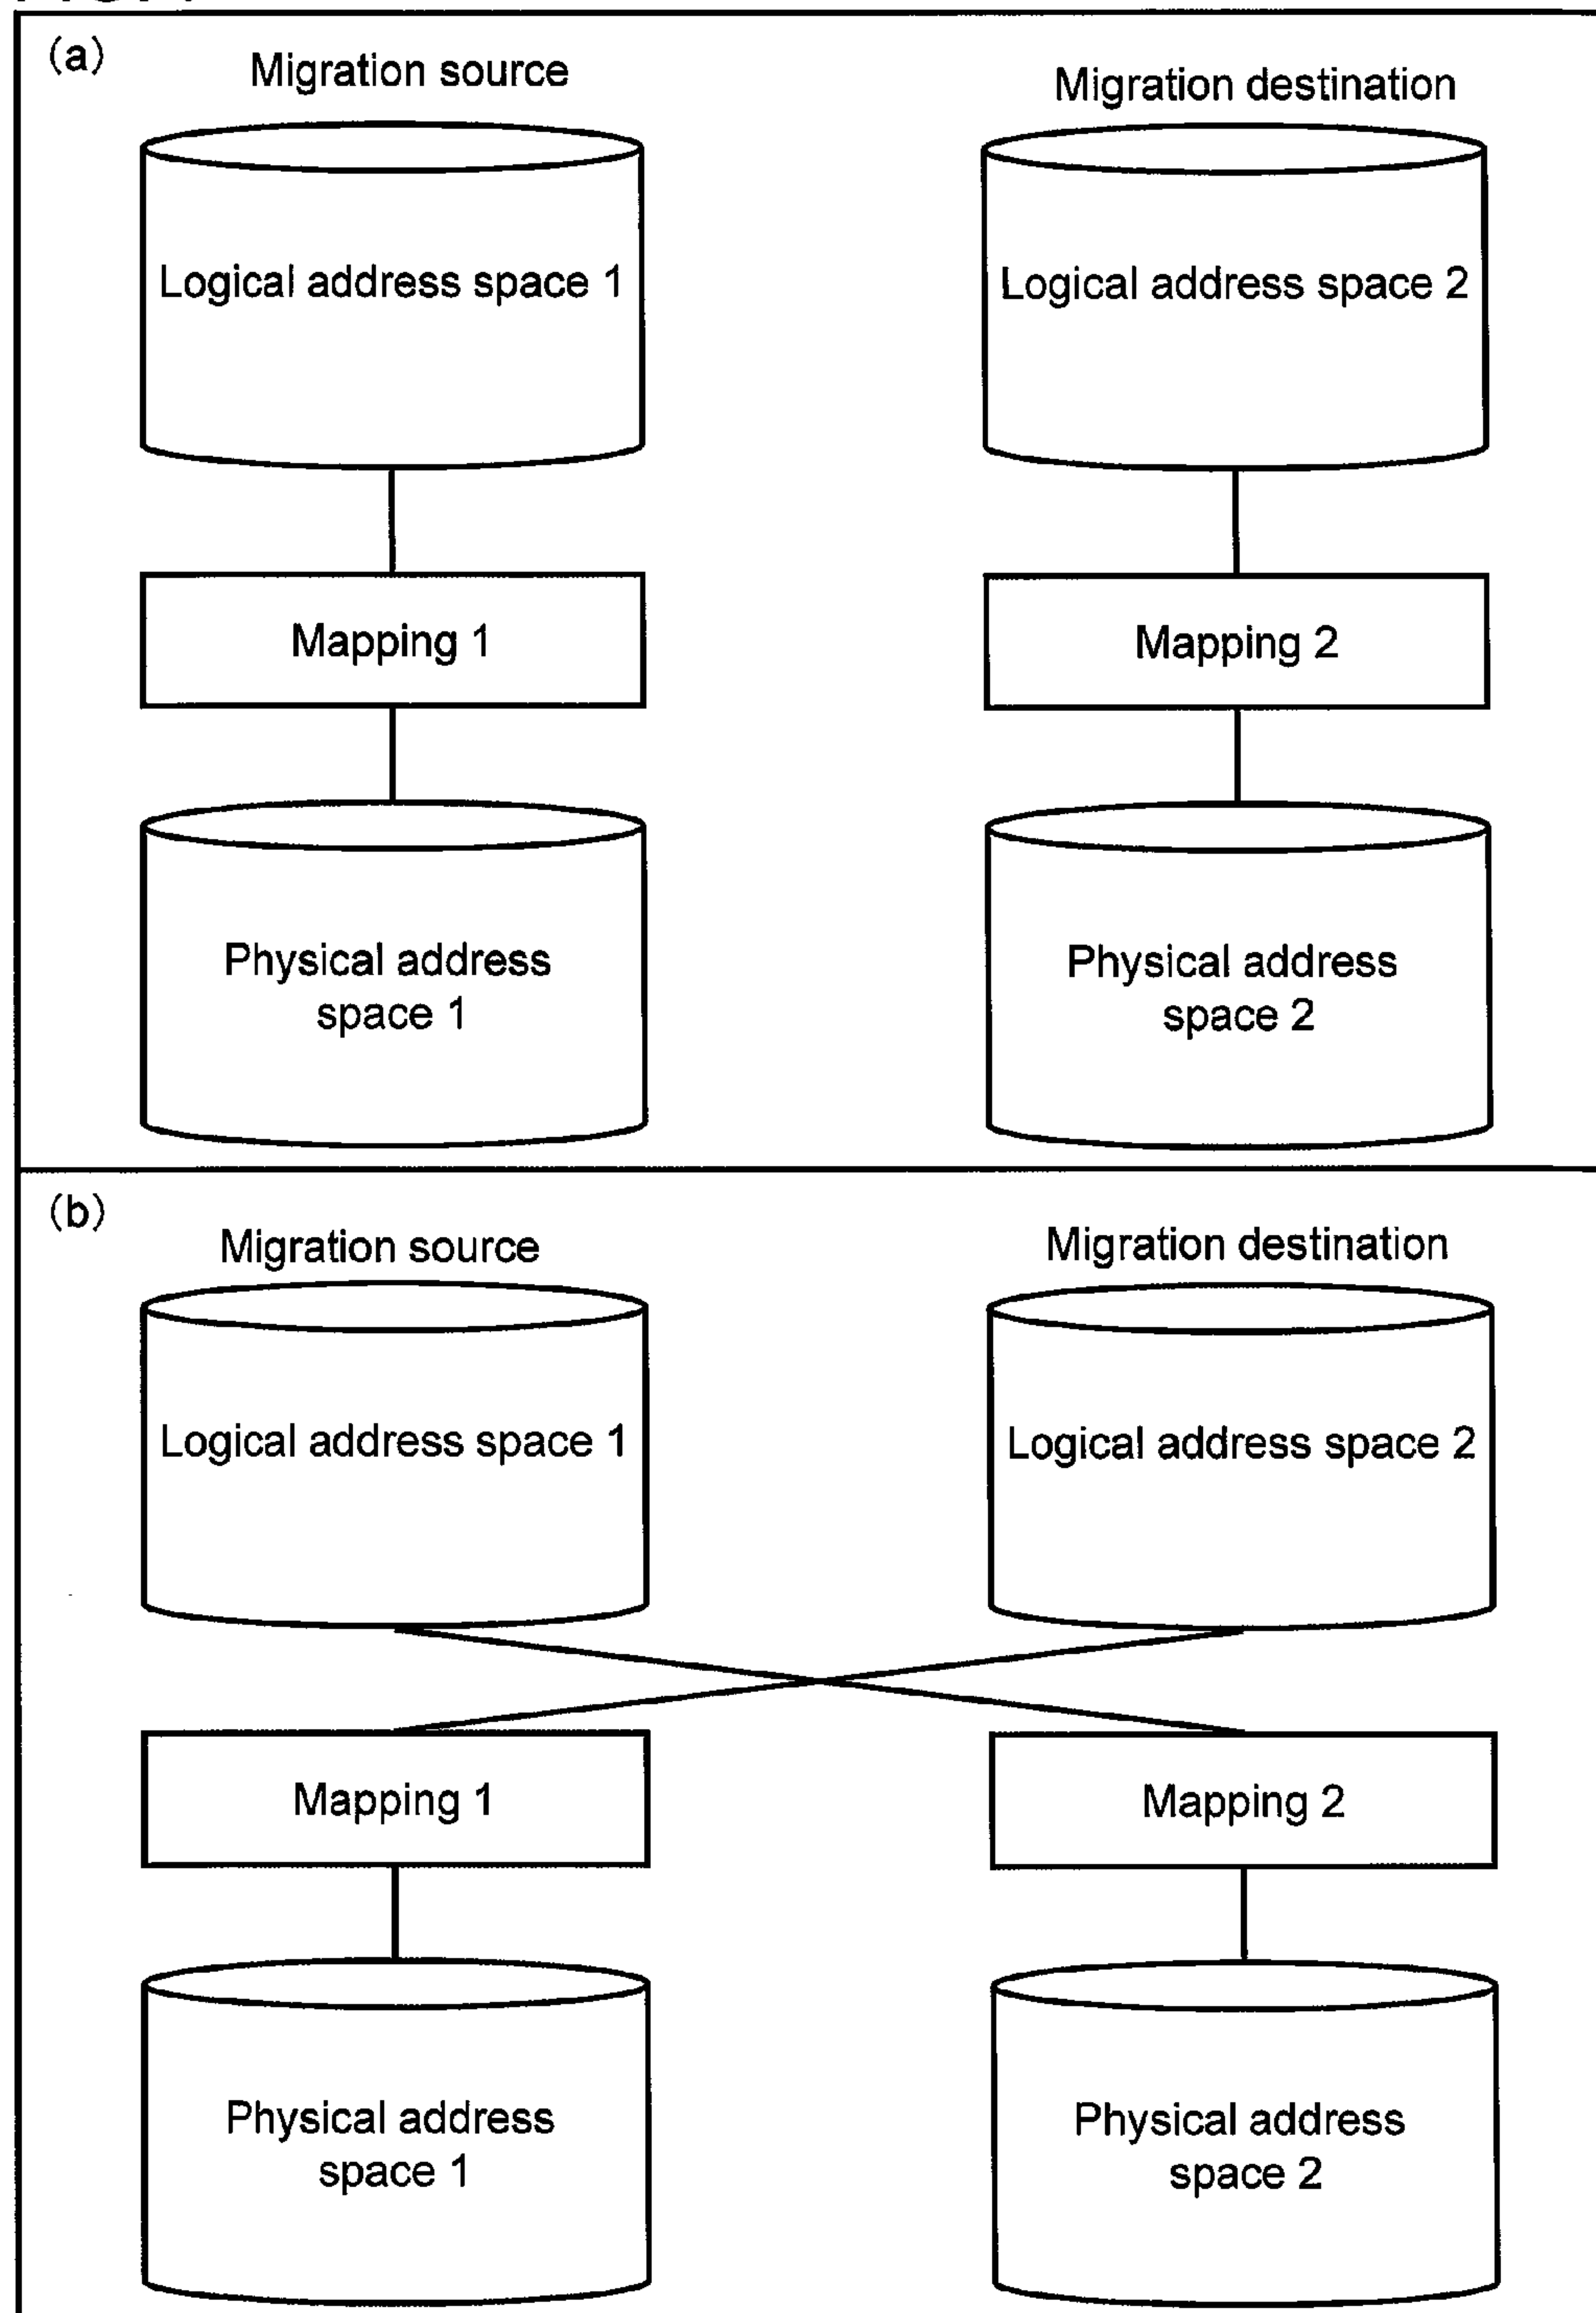 (a)
Migration source
Migration destination
Logical address space 1
Logical address space 2
Mapping 1
Mapping 2
Physical address
space 1
Physical address
space 2
(b)
Migration source
Migration destination
Logical address space 1
Logical address space 2
Mapping 1
Mapping 2
Physical address
space 1
Physical address
space 2